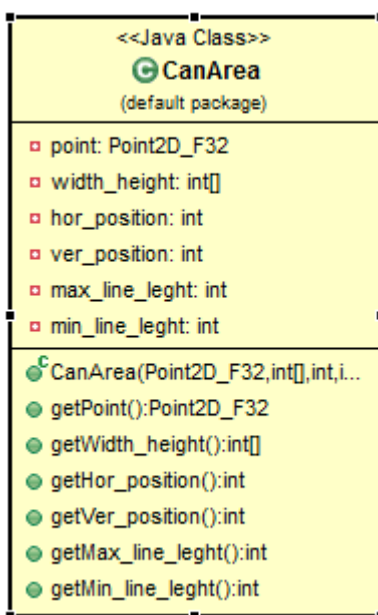 <<Java Class>>
CanArea
(default package)
point: Point2D_F32
width_height: int[]
hor_position: int
ver_position: int
max_line_leght: int
min_line_leght: int
CanArea(Point2D_F32,int[],int,i...
getPoint():Point2D_F32
getWidth_height():int[]
getHor_position():int
getVer_position():int
getMax_line_leght():int
getMin_line_leght():int